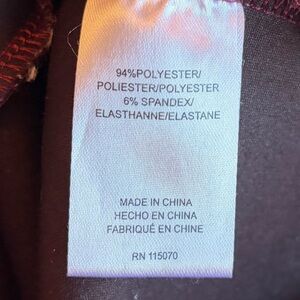 94%POLYESTER/
POLIESTER/POLYESTER
6% SPANDEX/
ELASTHANNE/ELASTANE
MADE IN CHINA
HECHO EN CHINA
FABRIQUÉ EN CHINE
RN 115070